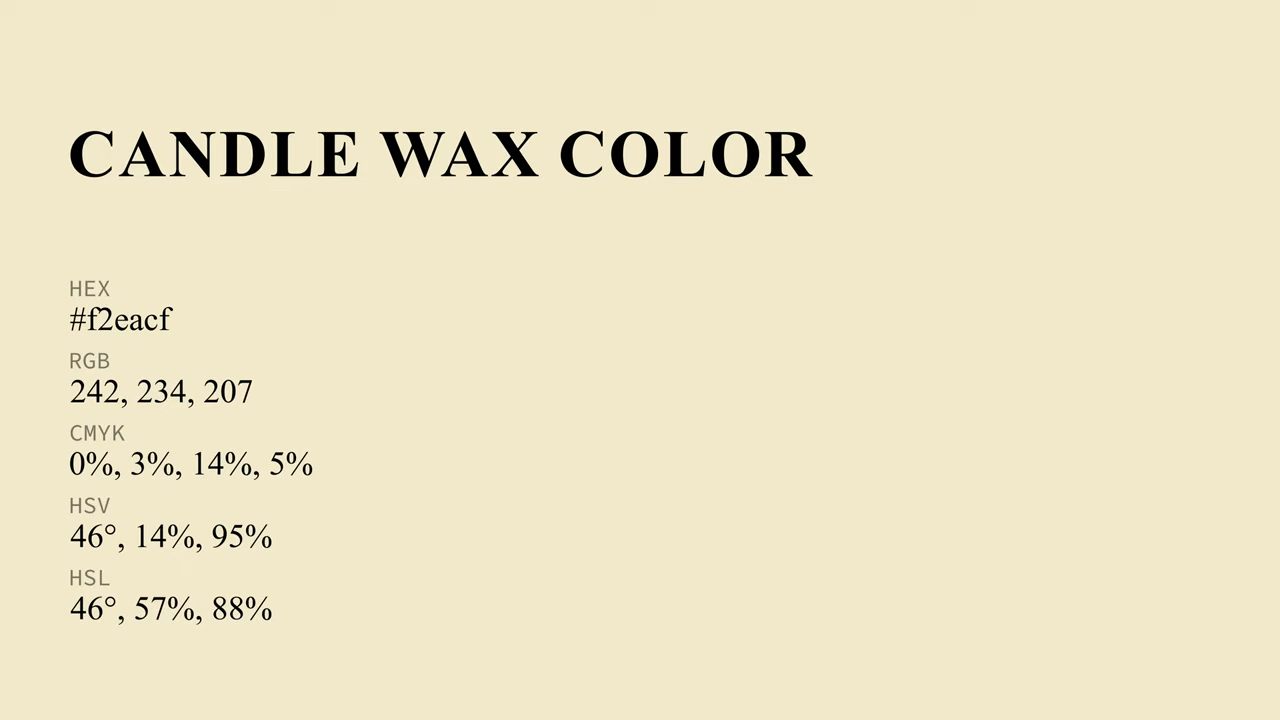 CANDLE WAX COLOR
HEX
#f2eacf
RGB
242, 234, 207
CMYK
0%, 3%, 14%, 5%
HSV
46°, 14%, 95%
HSL
46°, 57%, 88%